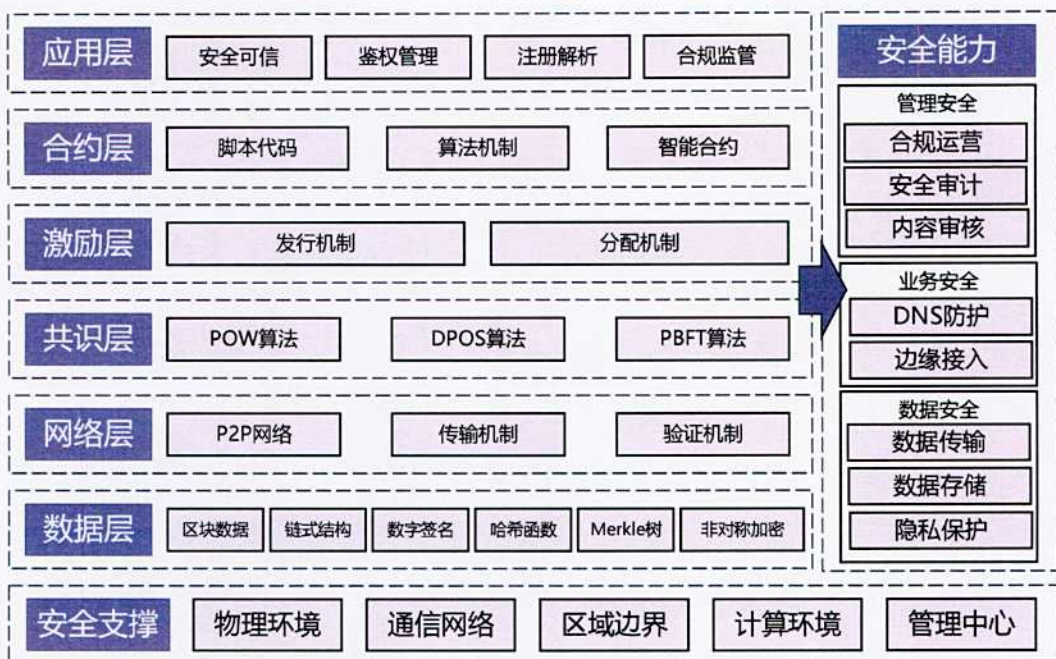 应用层 安全可信 鉴权管理 注册解析 合规监管
合约层 脚本代码 算法机制 智能合约
激励层 发行机制 分配机制
共识层 POW算法 DPOS算法 PBFT算法
网络层 P2P网络 传输机制 验证机制
数据层 区块数据 链式结构 数字签名 哈希函数 Merkle树 非对称加密
安全能力
管理安全
合规运营
安全审计
内容审核
业务安全
DNS防护
边缘接入
数据安全
数据传输
数据存储
隐私保护
安全支撑 物理环境 通信网络 区域边界 计算环境 管理中心